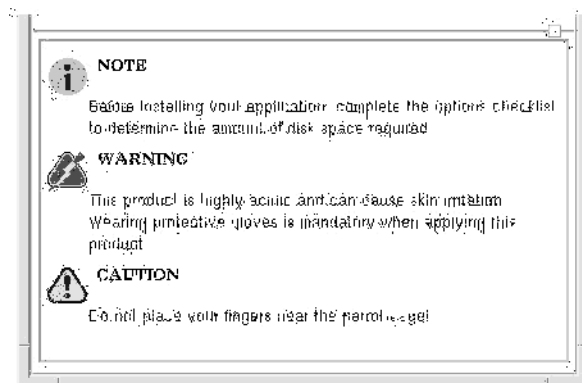 NOTE
Before installing your application, complete the options checklist
to determine the amount of disk space required
WARNING
This product is highly acidic and can cause skin irritation
Wearing protective gloves is mandatory when applying this
product
CAUTION
Do not place your fingers near the parrot cage!